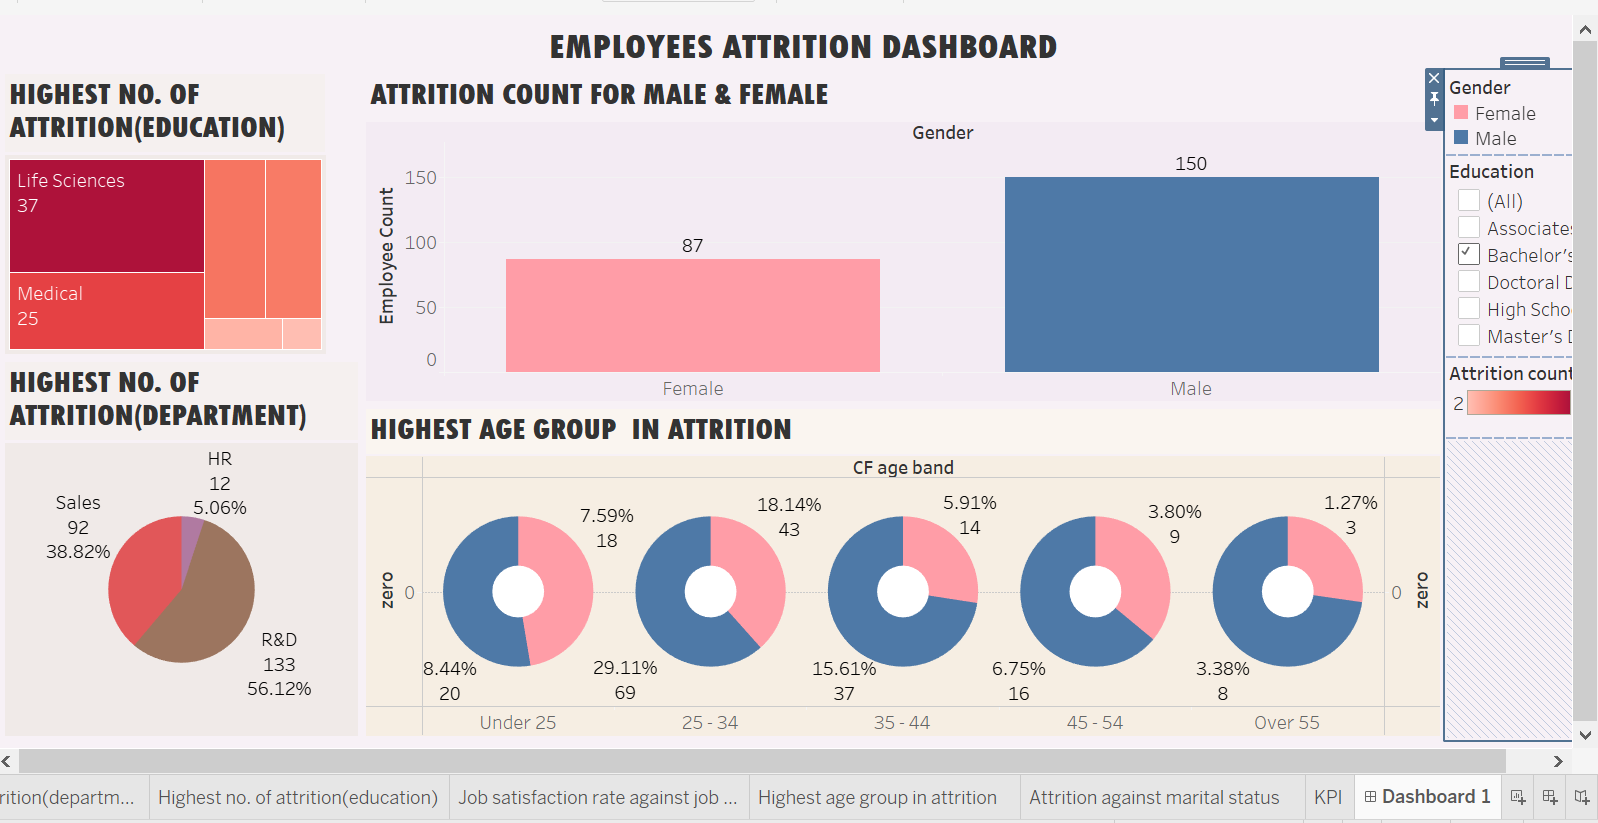 EMPLOYEES ATTRITION DASHBOARD
HIGHEST NO. OF
ATTRITION(EDUCATION)
Life Sciences
37
Medical
25
HIGHEST NO. OF
ATTRITION(DEPARTMENT)
HR
12
5.06%
Sales
92
38.82%
R&D
133
56.12%
ATTRITION COUNT FOR MALE & FEMALE
Gender
Employee Count
150
100
50
0
87
150
Female
Male
HIGHEST AGE GROUP IN ATTRITION
CF age band
zero
0
7.59%
18
8.44%
20
18.14%
43
29.11%
69
5.91%
14
15.61%
37
3.80%
9
6.75%
16
1.27%
3
3.38%
8
0
zero
Under 25
25 - 34
35 - 44
45 - 54
Over 55
Gender
Female
Male
Education
(All)
Associates
Bachelor's
Doctoral D
High Scho
Master's D
Attrition count
2
rition(departm...
Highest no. of attrition(education)
Job satisfaction rate against job ...
Highest age group in attrition
Attrition against marital status
KPI
Dashboard 1